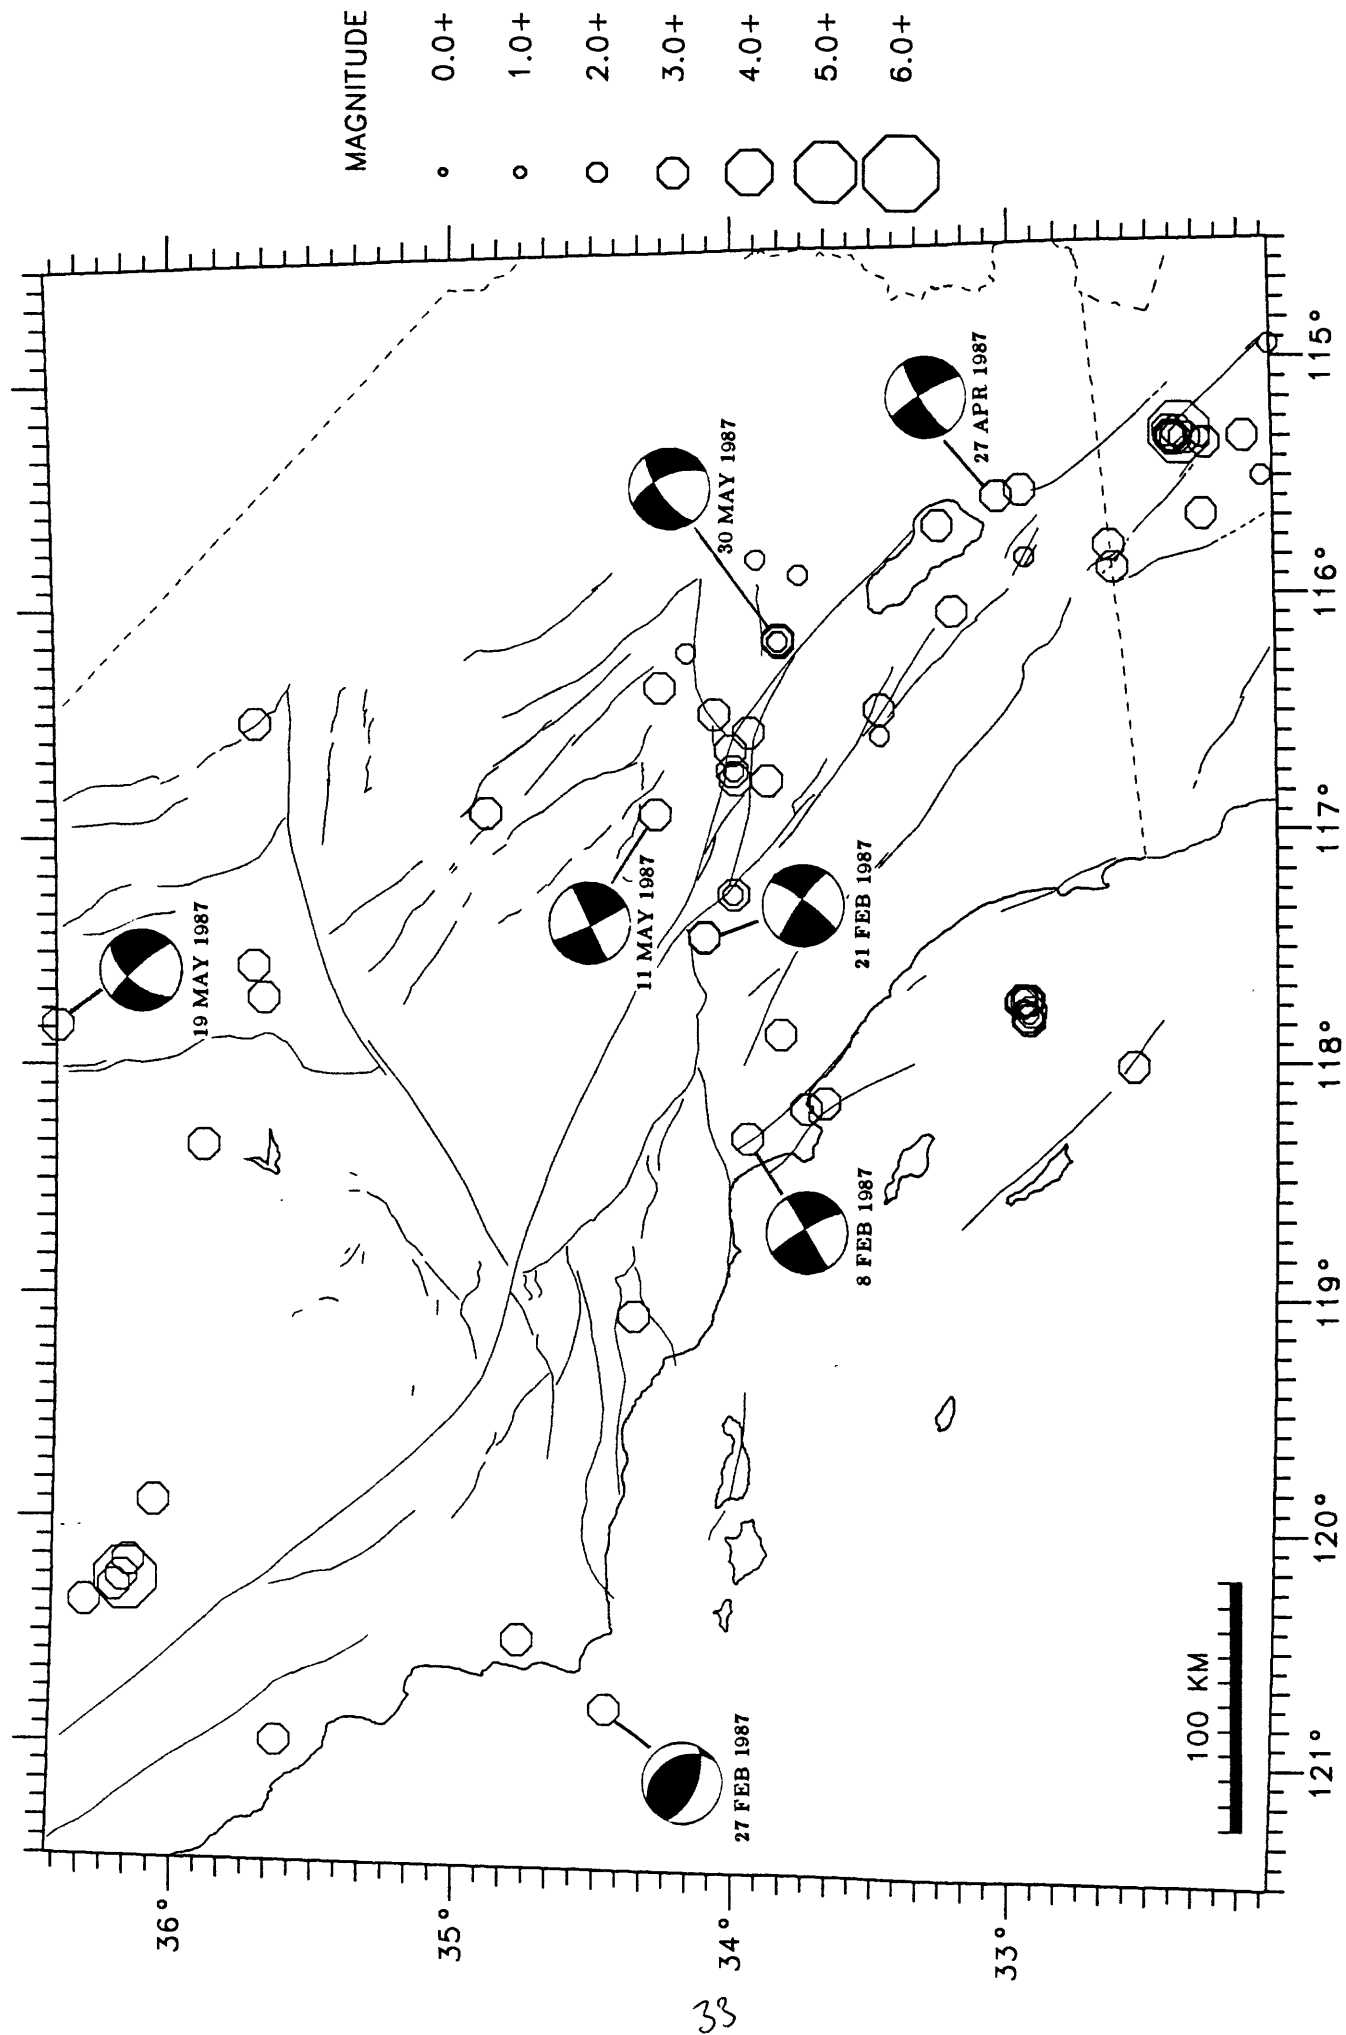 MAGNITUDE
0.0+
1.0+
2.0+
3.0+
4.0+
5.0+
6.0+
19 MAY 1987
30 MAY 1987
27 APR 1987
11 MAY 1987
21 FEB 1987
8 FEB 1987
27 FEB 1987
100 KM
36°
35°
34°
33°
121°
120°
119°
118°
117°
116°
115°
33